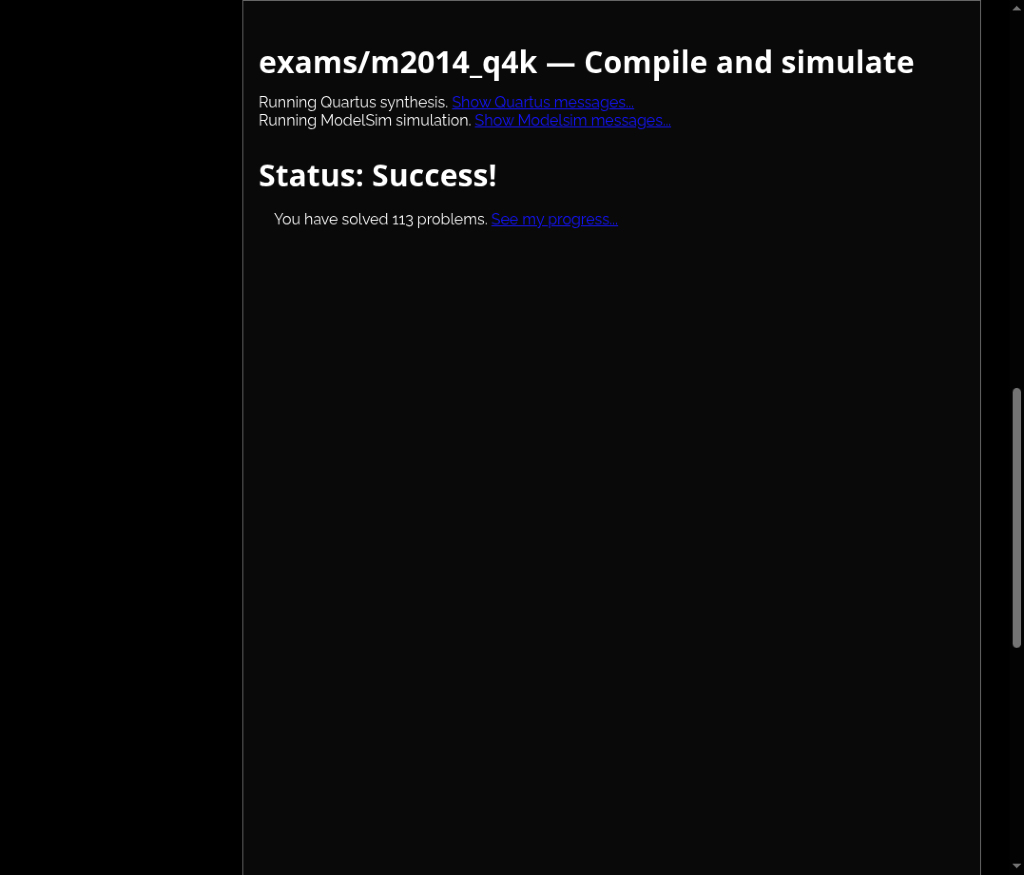 exams/m2014_q4k — Compile and simulate
Running Quartus synthesis. Show Quartus messages...
Running ModelSim simulation. Show Modelsim messages...
Status: Success!
You have solved 113 problems. See my progress...